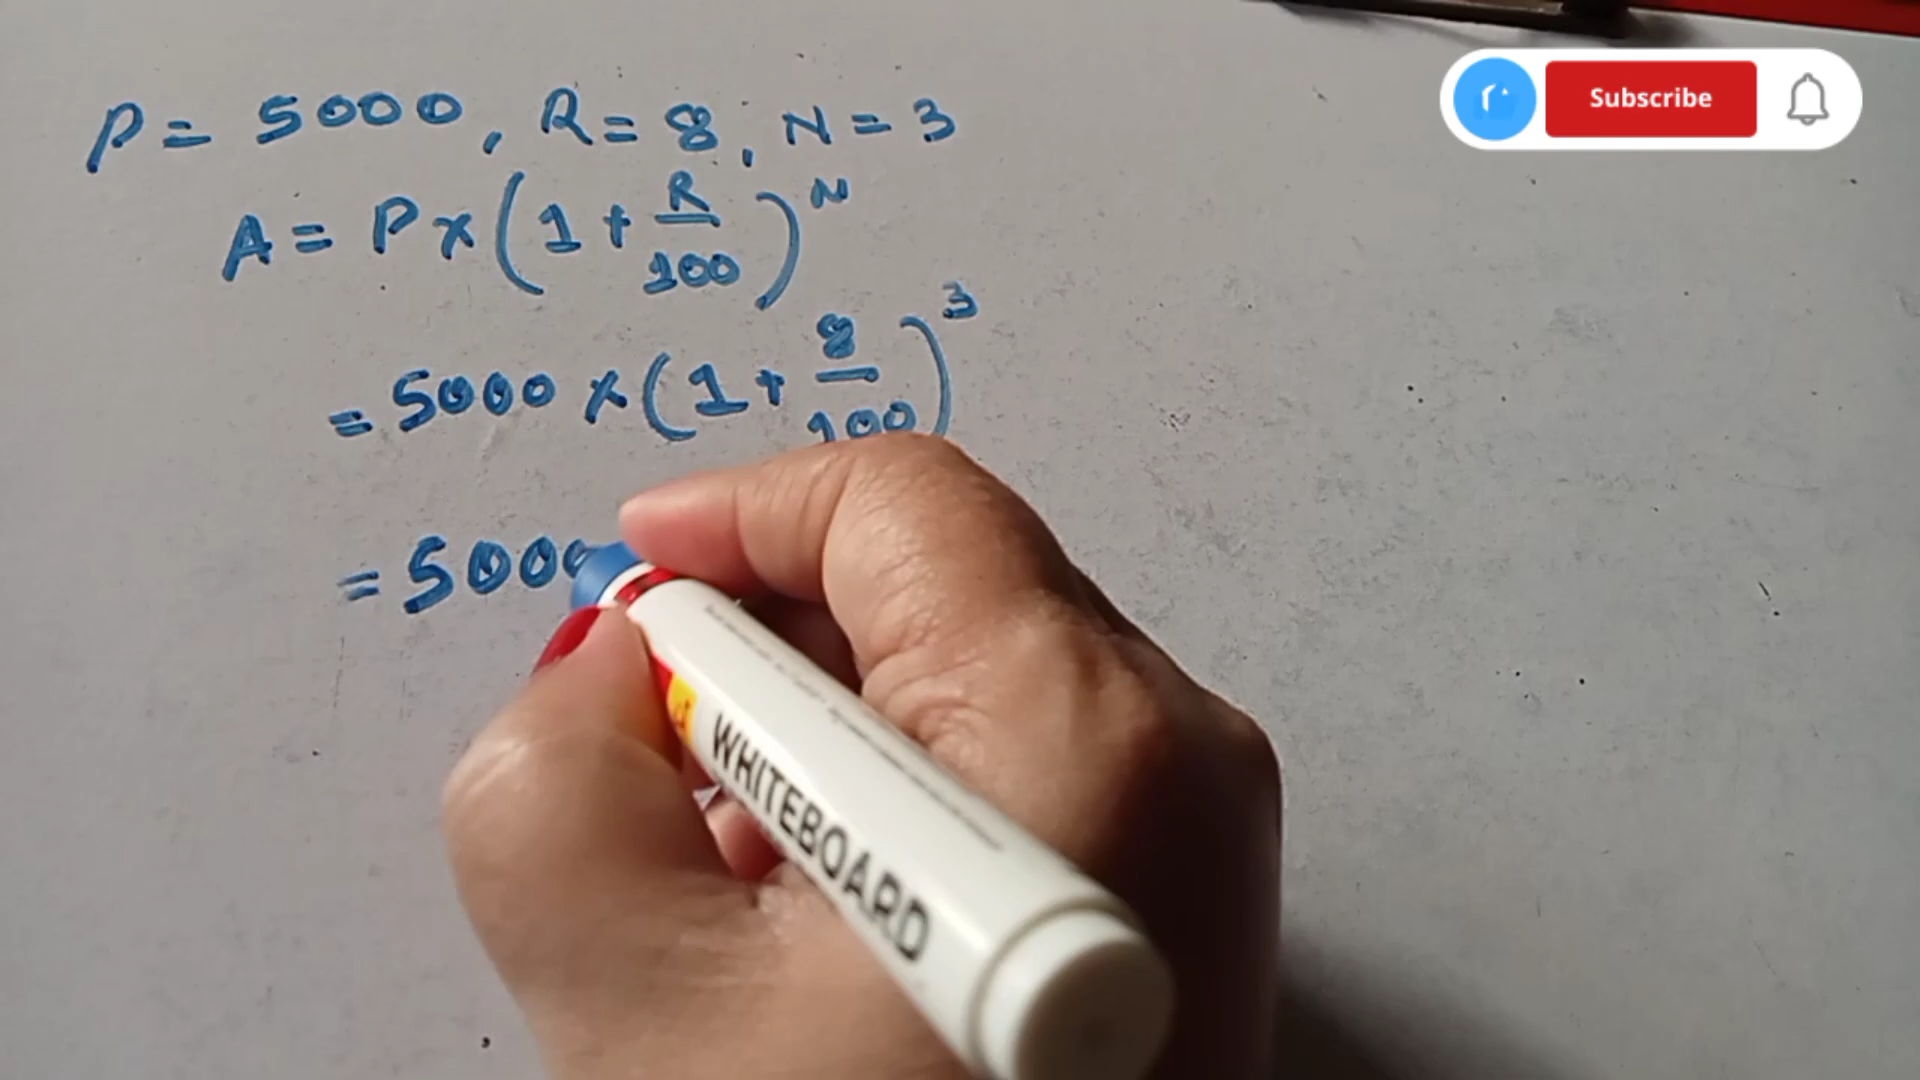 P = 5000, R = 8, N = 3
A = P × (1 + R/100)^N
= 5000 × (1 + 8/100)^3
= 5000
Subscribe
WHITEBOARD